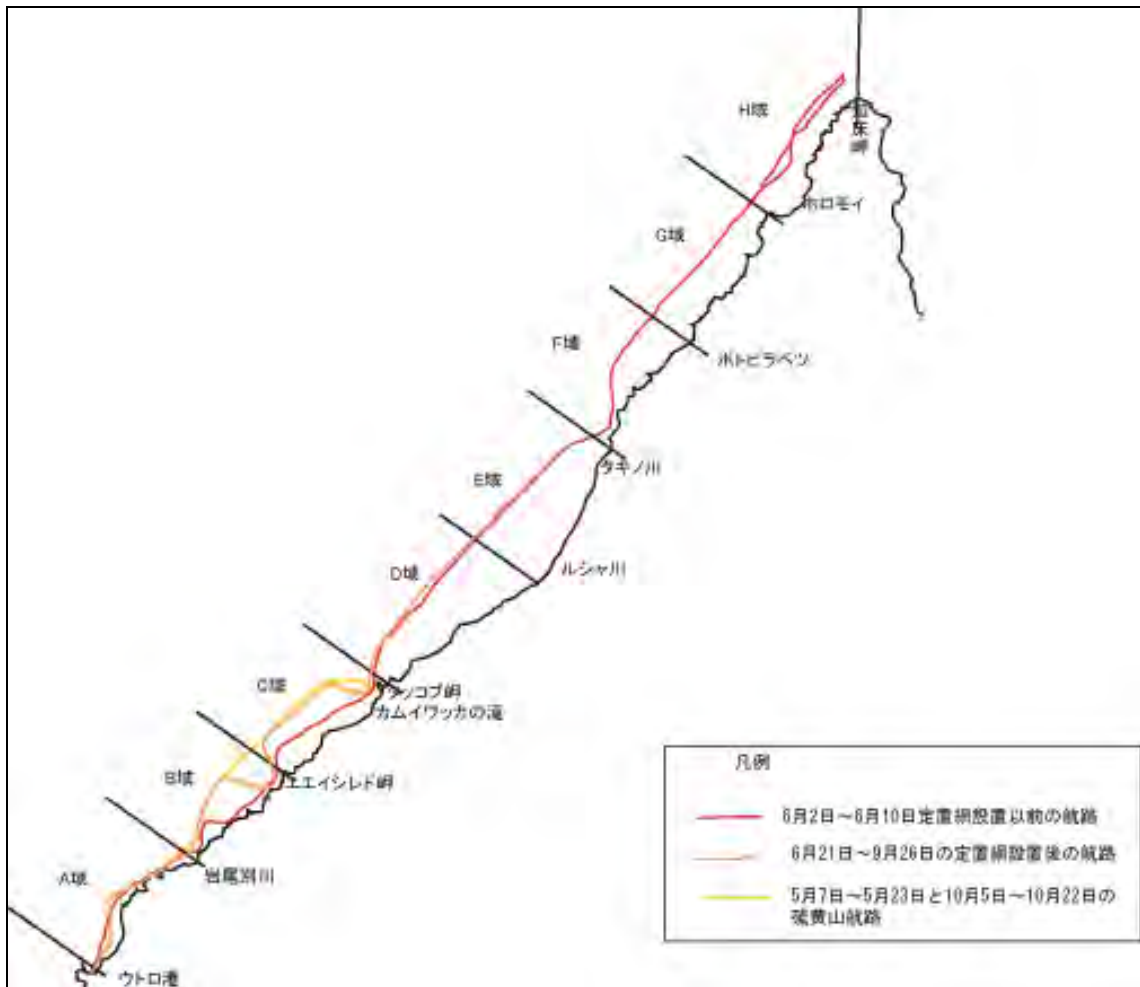 H域
知床岬
ホロモイ
G域
F域
ポトピラベツ
E域
タキノ川
D域
ルシャ川
C域
タッコブ岬
カムイワッカの滝
B域
エエイシレド岬
A域
岩尾別川
ウトロ港
凡例
6月2日～6月10日定置網設置以前の航路
6月21日～9月26日の定置網設置後の航路
5月7日～5月23日と10月5日～10月22日の
硫黄山航路